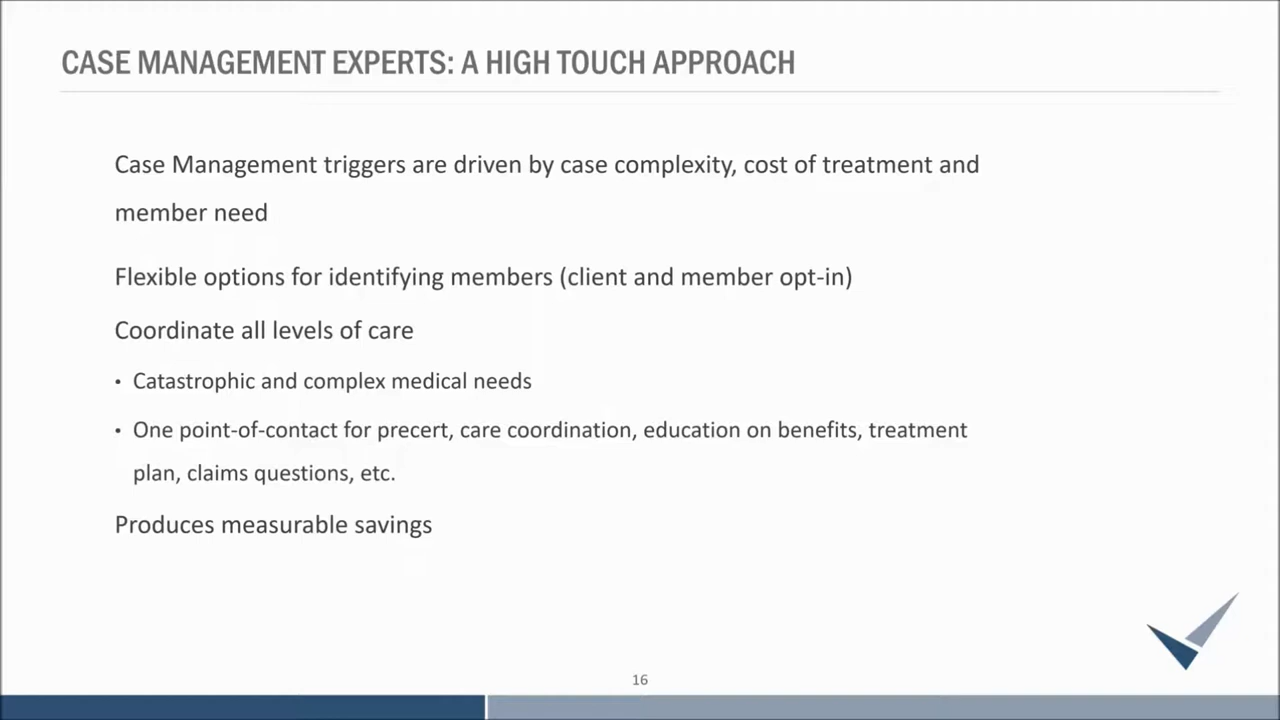 CASE MANAGEMENT EXPERTS: A HIGH TOUCH APPROACH
Case Management triggers are driven by case complexity, cost of treatment and
member need
Flexible options for identifying members (client and member opt-in)
Coordinate all levels of care
• Catastrophic and complex medical needs
• One point-of-contact for precert, care coordination, education on benefits, treatment
plan, claims questions, etc.
Produces measurable savings
16